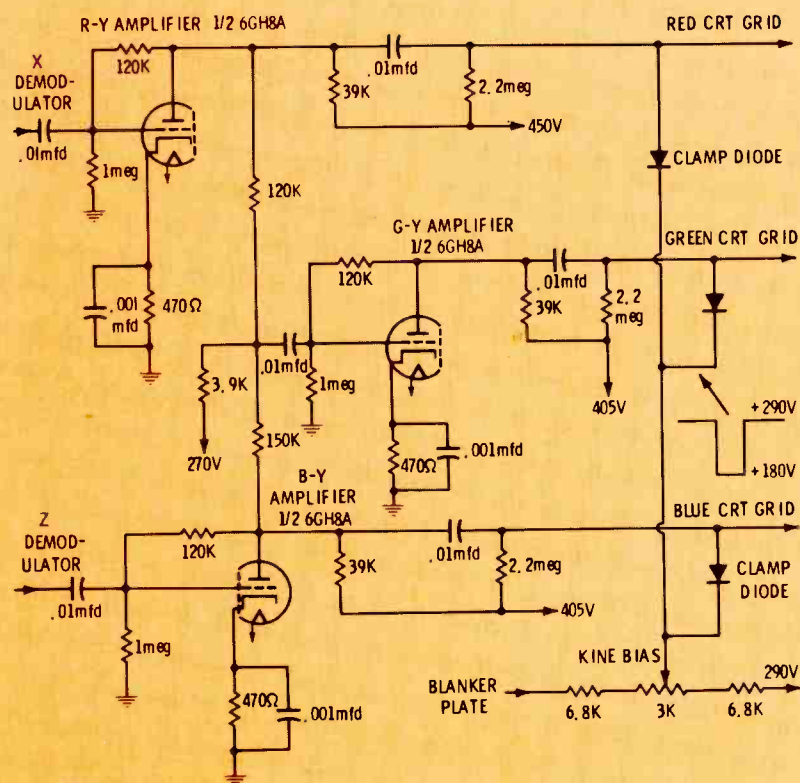 R-Y AMPLIFIER 1/2 6GH8A
RED CRT GRID
X
DEMOD-
ULATOR
120K
.01mfd
39K
2.2meg
450V
.01mfd
1meg
CLAMP DIODE
120K
G-Y AMPLIFIER
1/2 6GH8A
GREEN CRT GRID
120K
.01mfd
.001
mfd
470Ω
39K
2.2
meg
.01mfd
3.9K
1meg
405V
+290V
270V
150K
470Ω
.001mfd
+180V
B-Y
AMPLIFIER
1/2 6GH8A
BLUE CRT GRID
Z
DEMOD-
ULATOR
120K
.01mfd
39K
2.2meg
CLAMP
DIODE
.01mfd
405V
1meg
KINE BIAS
290V
BLANKER
PLATE
470Ω
.001mfd
6.8K
3K
6.8K